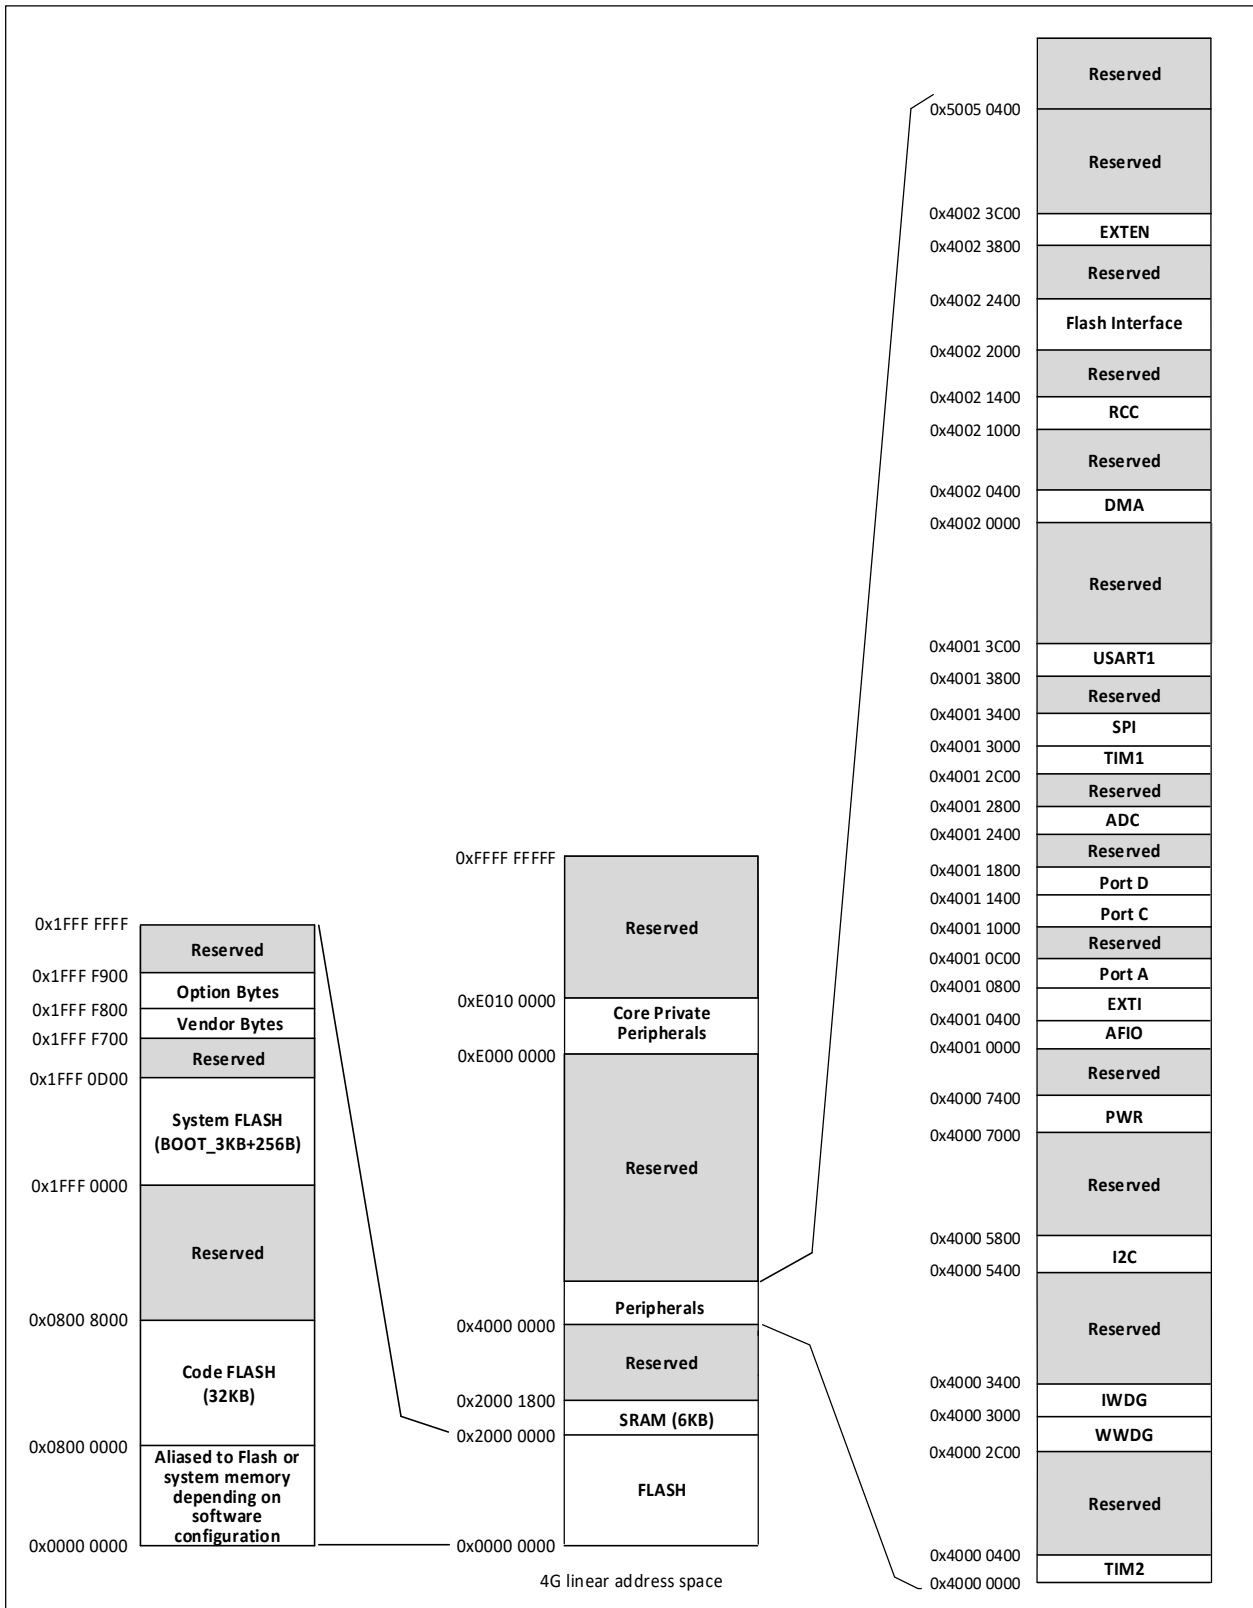 0x1FFF FFFF
Reserved
0x1FFF F900
Option Bytes
0x1FFF F800
Vendor Bytes
0x1FFF F700
Reserved
0x1FFF 0D00
System FLASH
(BOOT_3KB+256B)
0x1FFF 0000
Reserved
0x0800 8000
Code FLASH
(32KB)
0x0800 0000
Aliased to Flash or
system memory
depending on
software
configuration
0x0000 0000
0xFFFF FFFFF
Reserved
0xE010 0000
Core Private
Peripherals
0xE000 0000
Reserved
Peripherals
0x4000 0000
Reserved
0x2000 1800
SRAM (6KB)
0x2000 0000
FLASH
0x0000 0000
4G linear address space
Reserved
0x5005 0400
Reserved
0x4002 3C00
EXTEN
0x4002 3800
Reserved
0x4002 2400
Flash Interface
0x4002 2000
Reserved
0x4002 1400
RCC
0x4002 1000
Reserved
0x4002 0400
DMA
0x4002 0000
Reserved
0x4001 3C00
USART1
0x4001 3800
Reserved
0x4001 3400
SPI
0x4001 3000
TIM1
0x4001 2C00
Reserved
0x4001 2800
ADC
0x4001 2400
Reserved
0x4001 1800
Port D
0x4001 1400
Port C
0x4001 1000
Reserved
0x4001 0C00
Port A
0x4001 0800
EXTI
0x4001 0400
AFIO
0x4001 0000
Reserved
0x4000 7400
PWR
0x4000 7000
Reserved
0x4000 5800
I2C
0x4000 5400
Reserved
0x4000 3400
IWDG
0x4000 3000
WWDG
0x4000 2C00
Reserved
0x4000 0400
TIM2
0x4000 0000